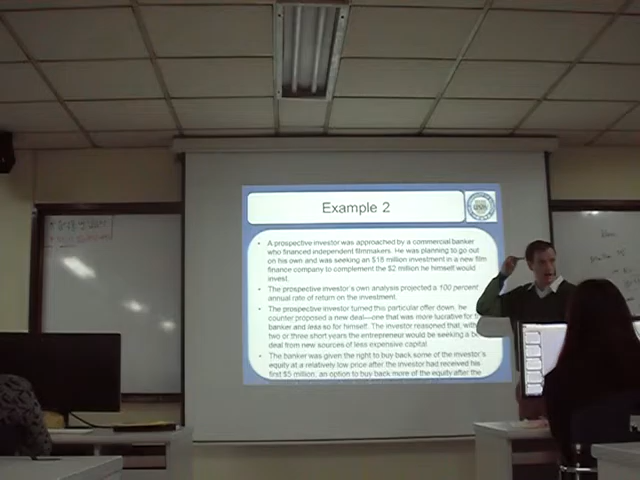 Example 2
• A prospective investor was approached by a commercial banker
who financed independent filmmakers. He was planning to go out
on his own and was seeking an $18 million investment in a new film
finance company to complement the $2 million he himself would
invest.
• The prospective investor's own analysis projected a 100 percent
annual rate of return on the investment.
• The prospective investor turned this particular offer down, he
counter proposed a new deal—one that was more lucrative for
banker and less so for himself. The investor reasoned that, with
two or three short years the entrepreneur would be seeking a
deal from new sources of less expensive capital.
• The banker was given the right to buy back some of the investor's
equity at a relatively low price after the investor had received his
first $5 million, an option to buy back more of the equity after the